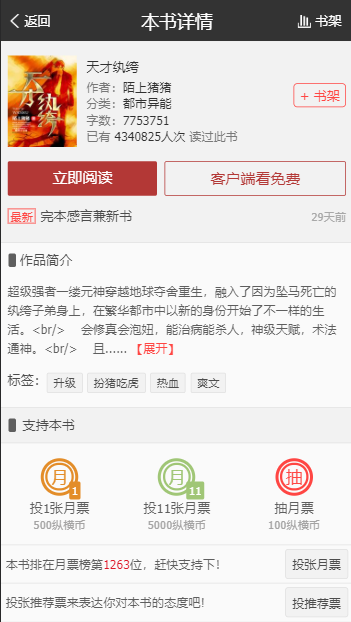 返回 本书详情 书架
天才纨绔
作者：陌上猪猪
分类：都市异能
字数：7753751
已有 4340825人次 读过此书
+ 书架
天才纨绔
立即阅读 客户端看免费
最新 完本感言兼新书 29天前
作品简介
超级强者一缕元神穿越地球夺舍重生，融入了因为坠马死亡的
纨绔子弟身上，在繁华都市中以新的身份开始了不一样的生
活。<br/> 会修真会泡妞，能治病能杀人，神级天赋，术法
通神。<br/> 且...... 【展开】
标签： 升级 扮猪吃虎 热血 爽文
支持本书
月 1 月 11 抽
投1张月票 投11张月票 抽月票
500纵横币 5000纵横币 100纵横币
本书排在月票榜第1263位，赶快支持下！ 投张月票
投张推荐票来表达你对本书的态度吧！ 投推荐票